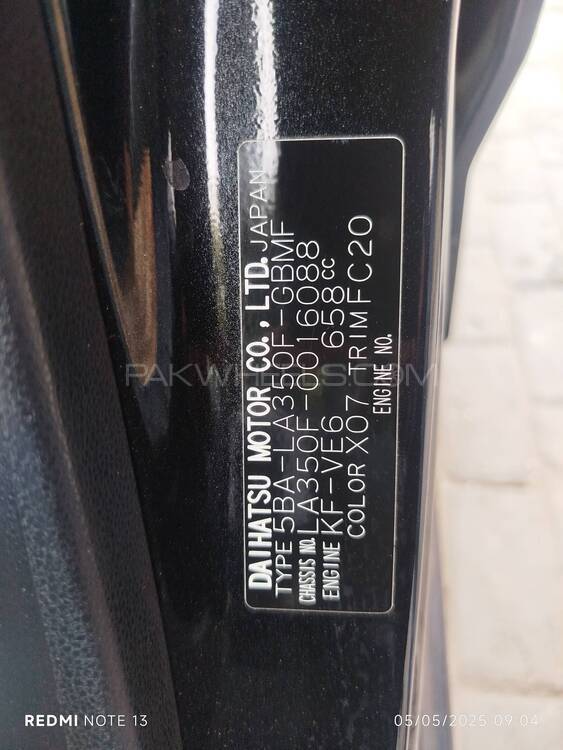 DAIHATSU MOTOR CO., LTD. JAPAN
TYPE 5BA-LA350F-GBMF
CHASSIS NO. LA350F-0016088
ENGINE KF-VE6 658cc
COLOR X07 TRIM FC20
ENGINE NO.
PAKWHEELS.COM
REDMI NOTE 13
05/05/2025 09:04